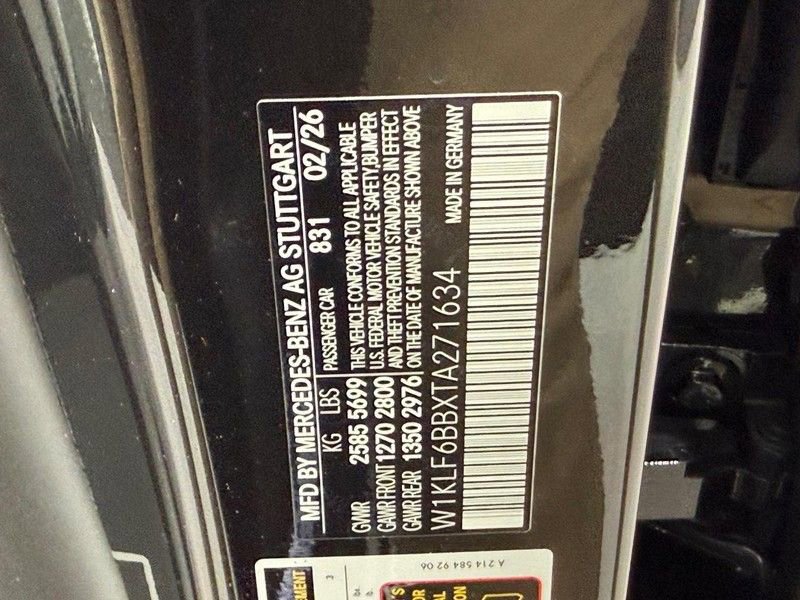 MFD BY MERCEDES-BENZ AG STUTTGART
KG LBS PASSENGER CAR 831 02/26
GVWR 2585 5699 THIS VEHICLE CONFORMS TO ALL APPLICABLE
GAWR FRONT 1270 2800 U.S. FEDERAL MOTOR VEHICLE SAFETY, BUMPER
GAWR REAR 1350 2976 AND THEFT PREVENTION STANDARDS IN EFFECT
ON THE DATE OF MANUFACTURE SHOWN ABOVE
W1KLF6BBXTA271634 MADE IN GERMANY
A 214 584 92 06